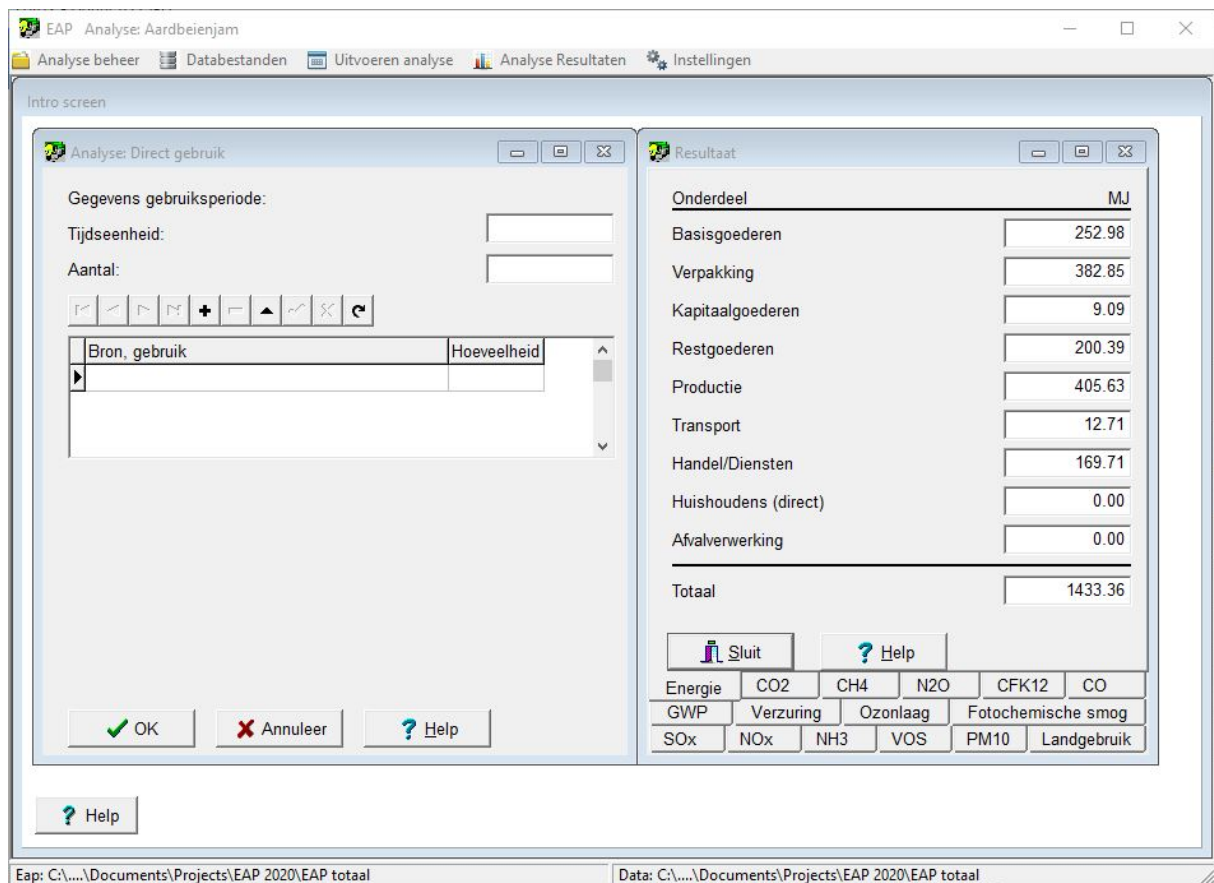 EAP Analyse: Aardbeienjam
Analyse beheer Databestanden Uitvoeren analyse Analyse Resultaten Instellingen
Intro screen
Analyse: Direct gebruik
Gegevens gebruiksperiode:
Tijdseenheid:
Aantal:
Bron, gebruik Hoeveelheid
OK Annuleer ? Help
Resultaat
Onderdeel MJ
Basisgoederen 252.98
Verpakking 382.85
Kapitaalgoederen 9.09
Restgoederen 200.39
Productie 405.63
Transport 12.71
Handel/Diensten 169.71
Huishoudens (direct) 0.00
Afvalverwerking 0.00
Totaal 1433.36
Sluit ? Help
Energie CO2 CH4 N2O CFK12 CO
GWP Verzuring Ozonlaag Fotochemische smog
SOx NOx NH3 VOS PM10 Landgebruik
? Help
Eap: C:\....\Documents\Projects\EAP 2020\EAP totaal Data: C:\....\Documents\Projects\EAP 2020\EAP totaal